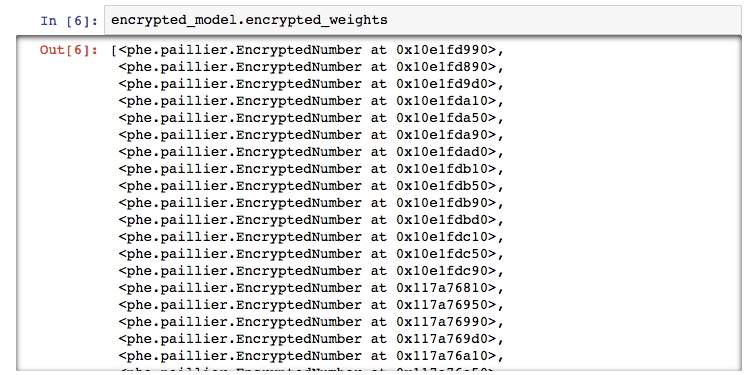 In [6]: encrypted_model.encrypted_weights
Out[6]: [<phe.paillier.EncryptedNumber at 0x10e1fd990>,
<phe.paillier.EncryptedNumber at 0x10e1fd890>,
<phe.paillier.EncryptedNumber at 0x10e1fd9d0>,
<phe.paillier.EncryptedNumber at 0x10e1fda10>,
<phe.paillier.EncryptedNumber at 0x10e1fda50>,
<phe.paillier.EncryptedNumber at 0x10e1fda90>,
<phe.paillier.EncryptedNumber at 0x10e1fdad0>,
<phe.paillier.EncryptedNumber at 0x10e1fdb10>,
<phe.paillier.EncryptedNumber at 0x10e1fdb50>,
<phe.paillier.EncryptedNumber at 0x10e1fdb90>,
<phe.paillier.EncryptedNumber at 0x10e1fdbd0>,
<phe.paillier.EncryptedNumber at 0x10e1fdc10>,
<phe.paillier.EncryptedNumber at 0x10e1fdc50>,
<phe.paillier.EncryptedNumber at 0x10e1fdc90>,
<phe.paillier.EncryptedNumber at 0x117a76810>,
<phe.paillier.EncryptedNumber at 0x117a76950>,
<phe.paillier.EncryptedNumber at 0x117a76990>,
<phe.paillier.EncryptedNumber at 0x117a769d0>,
<phe.paillier.EncryptedNumber at 0x117a76a10>,